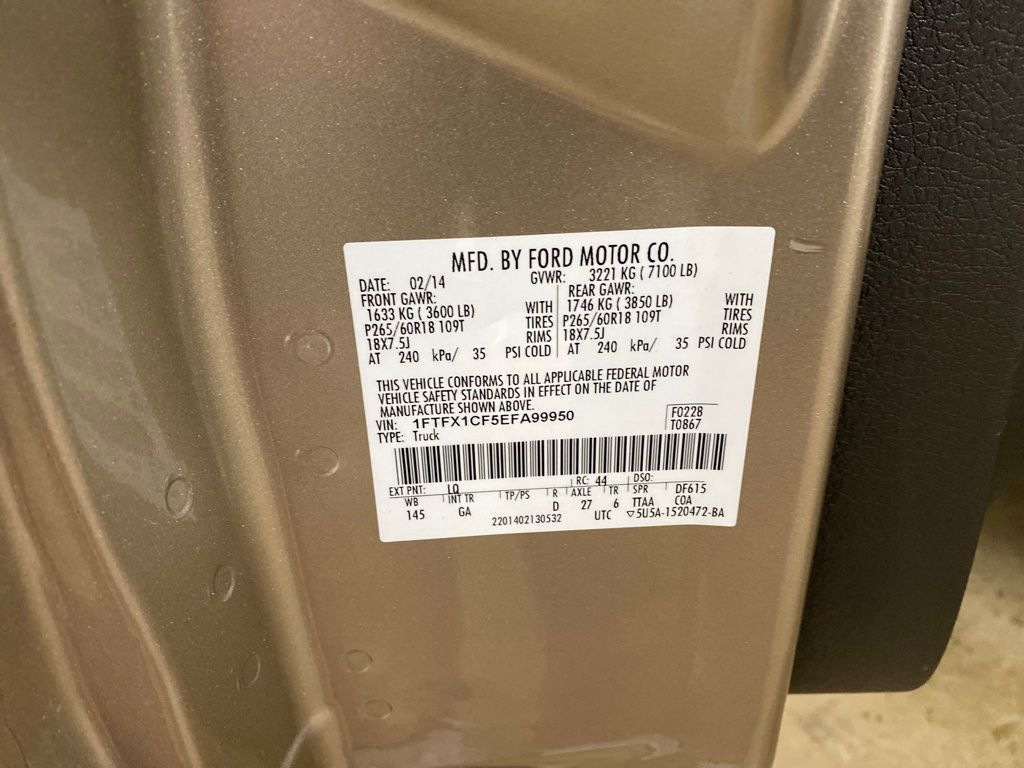 MFD. BY FORD MOTOR CO.
DATE: 02/14 GVWR: 3221 KG ( 7100 LB)
FRONT GAWR: REAR GAWR:
1633 KG ( 3600 LB) WITH 1746 KG ( 3850 LB) WITH
P265/60R18 109T TIRES P265/60R18 109T TIRES
18X7.5J RIMS 18X7.5J RIMS
AT 240 kPa/ 35 PSI COLD AT 240 kPa/ 35 PSI COLD
THIS VEHICLE CONFORMS TO ALL APPLICABLE FEDERAL MOTOR
VEHICLE SAFETY STANDARDS IN EFFECT ON THE DATE OF
MANUFACTURE SHOWN ABOVE.
VIN: 1FTFX1CF5EFA99950 F0228
TYPE: Truck T0867
EXT PNT: LQ RC: 44 DSO:
WB INT TR TP/PS R AXLE TR SPR DF615
145 GA D 27 6 TTAA COA
2201402130532 UTC ▽5U5A-1520472-BA